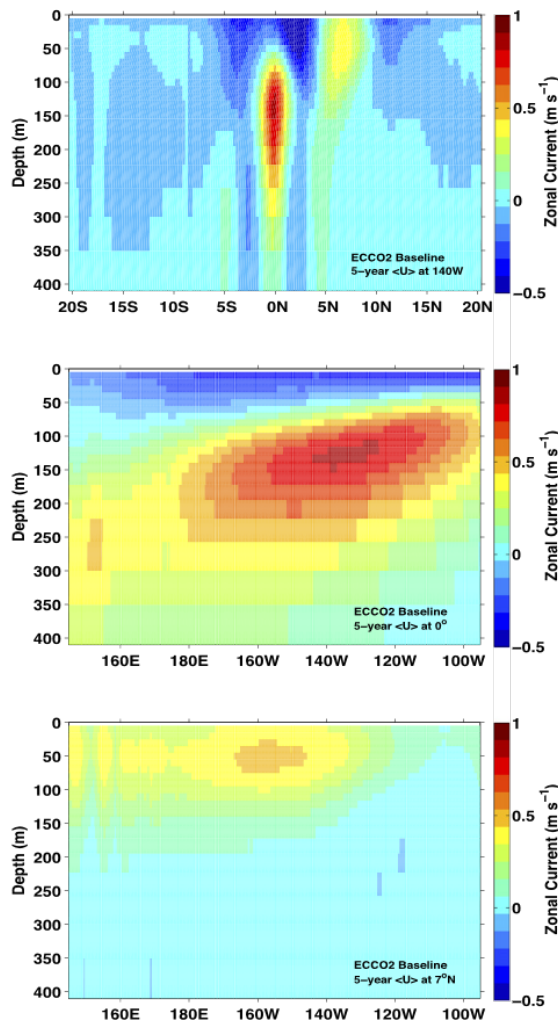 0
50
100
150
200
250
300
350
400
Depth (m)
20S 15S 10S 5S 0N 5N 10N 15N 20N
ECCO2 Baseline
5-year <U> at 140W
1
0.5
0
-0.5
Zonal Current (m s⁻¹)
0
50
100
150
200
250
300
350
400
Depth (m)
160E 180E 160W 140W 120W 100W
ECCO2 Baseline
5-year <U> at 0°
1
0.5
0
-0.5
Zonal Current (m s⁻¹)
0
50
100
150
200
250
300
350
400
Depth (m)
160E 180E 160W 140W 120W 100W
ECCO2 Baseline
5-year <U> at 7°N
1
0.5
0
-0.5
Zonal Current (m s⁻¹)